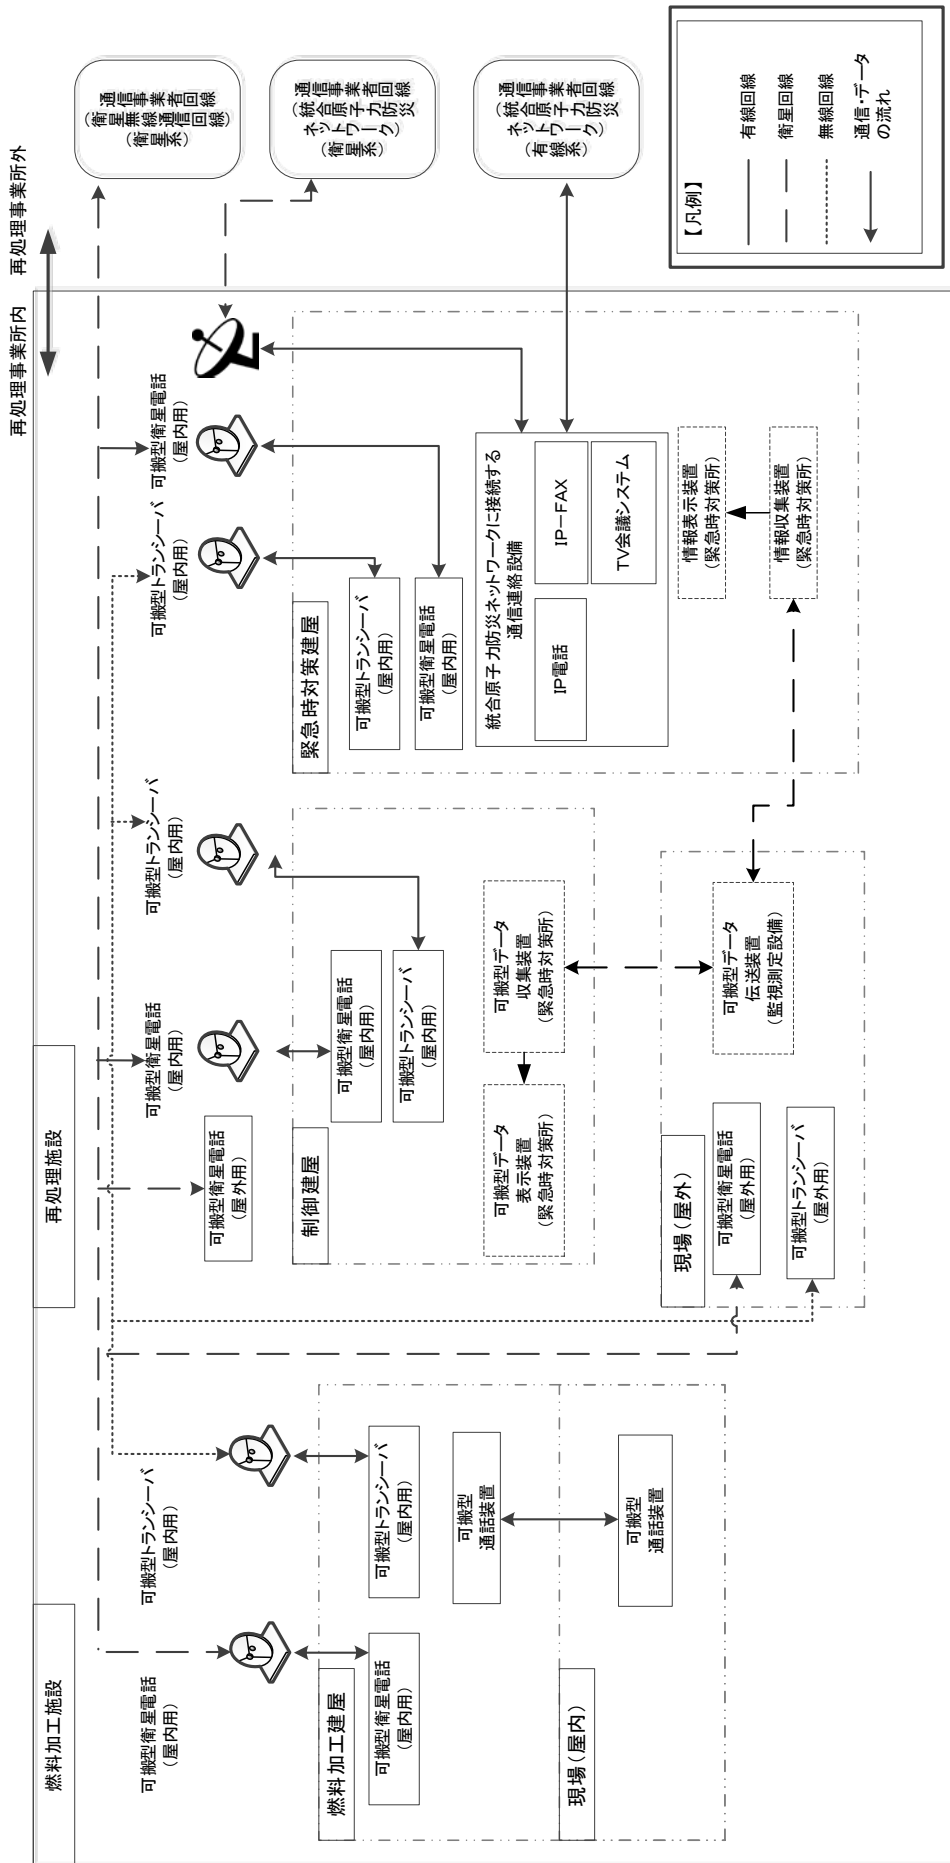 燃料加工施設
再処理施設
再処理事業所内
再処理事業所外
可搬型衛星電話
(屋内用)
可搬型トランシーバ
(屋内用)
可搬型衛星電話
(屋内用)
可搬型トランシーバ
(屋内用)
可搬型トランシーバ
(屋内用)
可搬型衛星電話
(屋内用)
可搬型衛星電話
(屋外用)
燃料加工建屋
可搬型衛星電話
(屋内用)
可搬型トランシーバ
(屋内用)
可搬型
通話装置
現場(屋内)
可搬型
通話装置
制御建屋
可搬型衛星電話
(屋内用)
可搬型トランシーバ
(屋内用)
可搬型データ
表示装置
(緊急時対策所)
可搬型データ
収集装置
(緊急時対策所)
現場(屋外)
可搬型衛星電話
(屋外用)
可搬型トランシーバ
(屋外用)
可搬型データ
伝送装置
(監視測定設備)
緊急時対策建屋
可搬型トランシーバ
(屋内用)
可搬型衛星電話
(屋内用)
統合原子力防災ネットワークに接続する
通信連絡設備
IP電話
IP-FAX
TV会議システム
情報表示装置
(緊急時対策所)
情報収集装置
(緊急時対策所)
通信事業者回線
(衛星無線通信回線)
(衛星系)
通信事業者回線
(統合原子力防災
ネットワーク)
(衛星系)
通信事業者回線
(統合原子力防災
ネットワーク)
(有線系)
【凡例】
有線回線
衛星回線
無線回線
通信・データ
の流れ